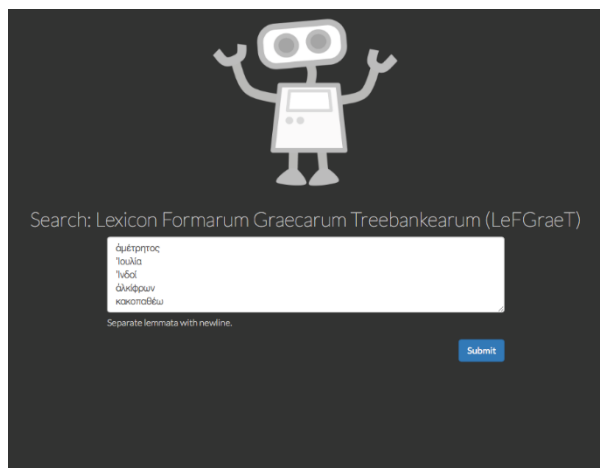 Search: Lexicon Formarum Graecarum Treebankearum (LeFGraeT)
ἀμέτρητος
Ἰουλία
Ἰνδοί
ἀλκίφρων
κακοπαθέω
Separate lemmata with newline.
Submit